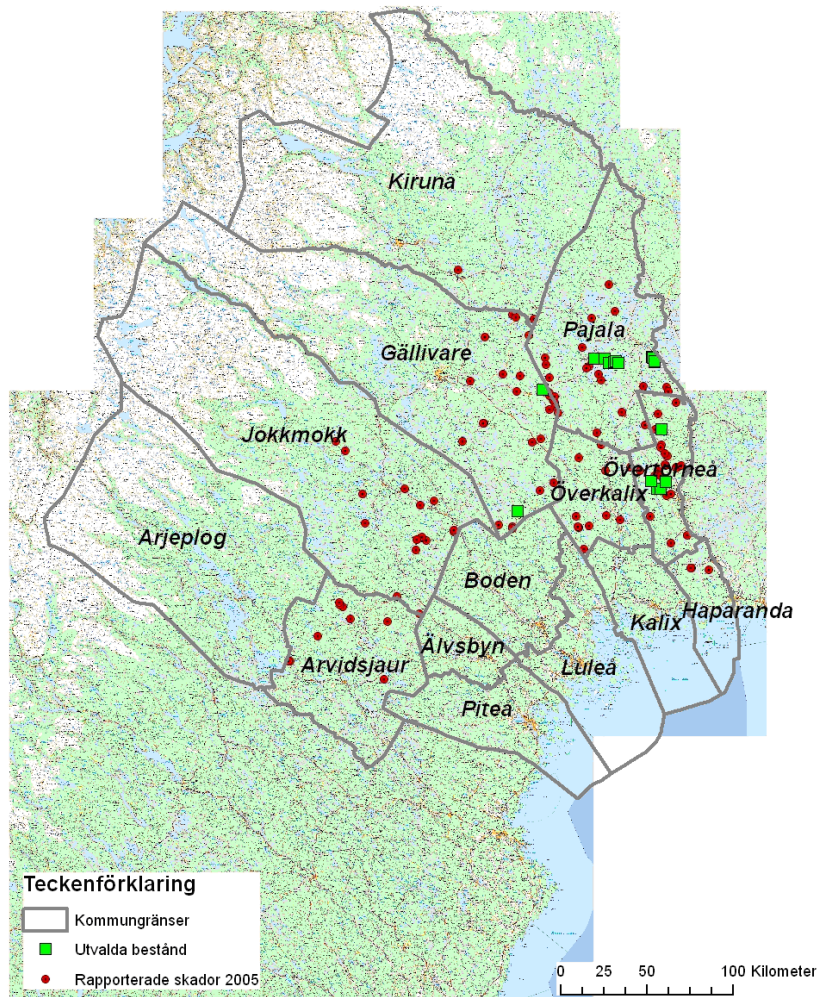 Kiruna
Pajala
Gällivare
Jokkmokk
Övertorneå
Överkalix
Arjeplog
Boden
Haparanda
Kalix
Älvsbyn
Luleå
Arvidsjaur
Piteå
Teckenförklaring
Kommungränser
Utvalda bestånd
Rapporterade skador 2005
0 25 50 100 Kilometer